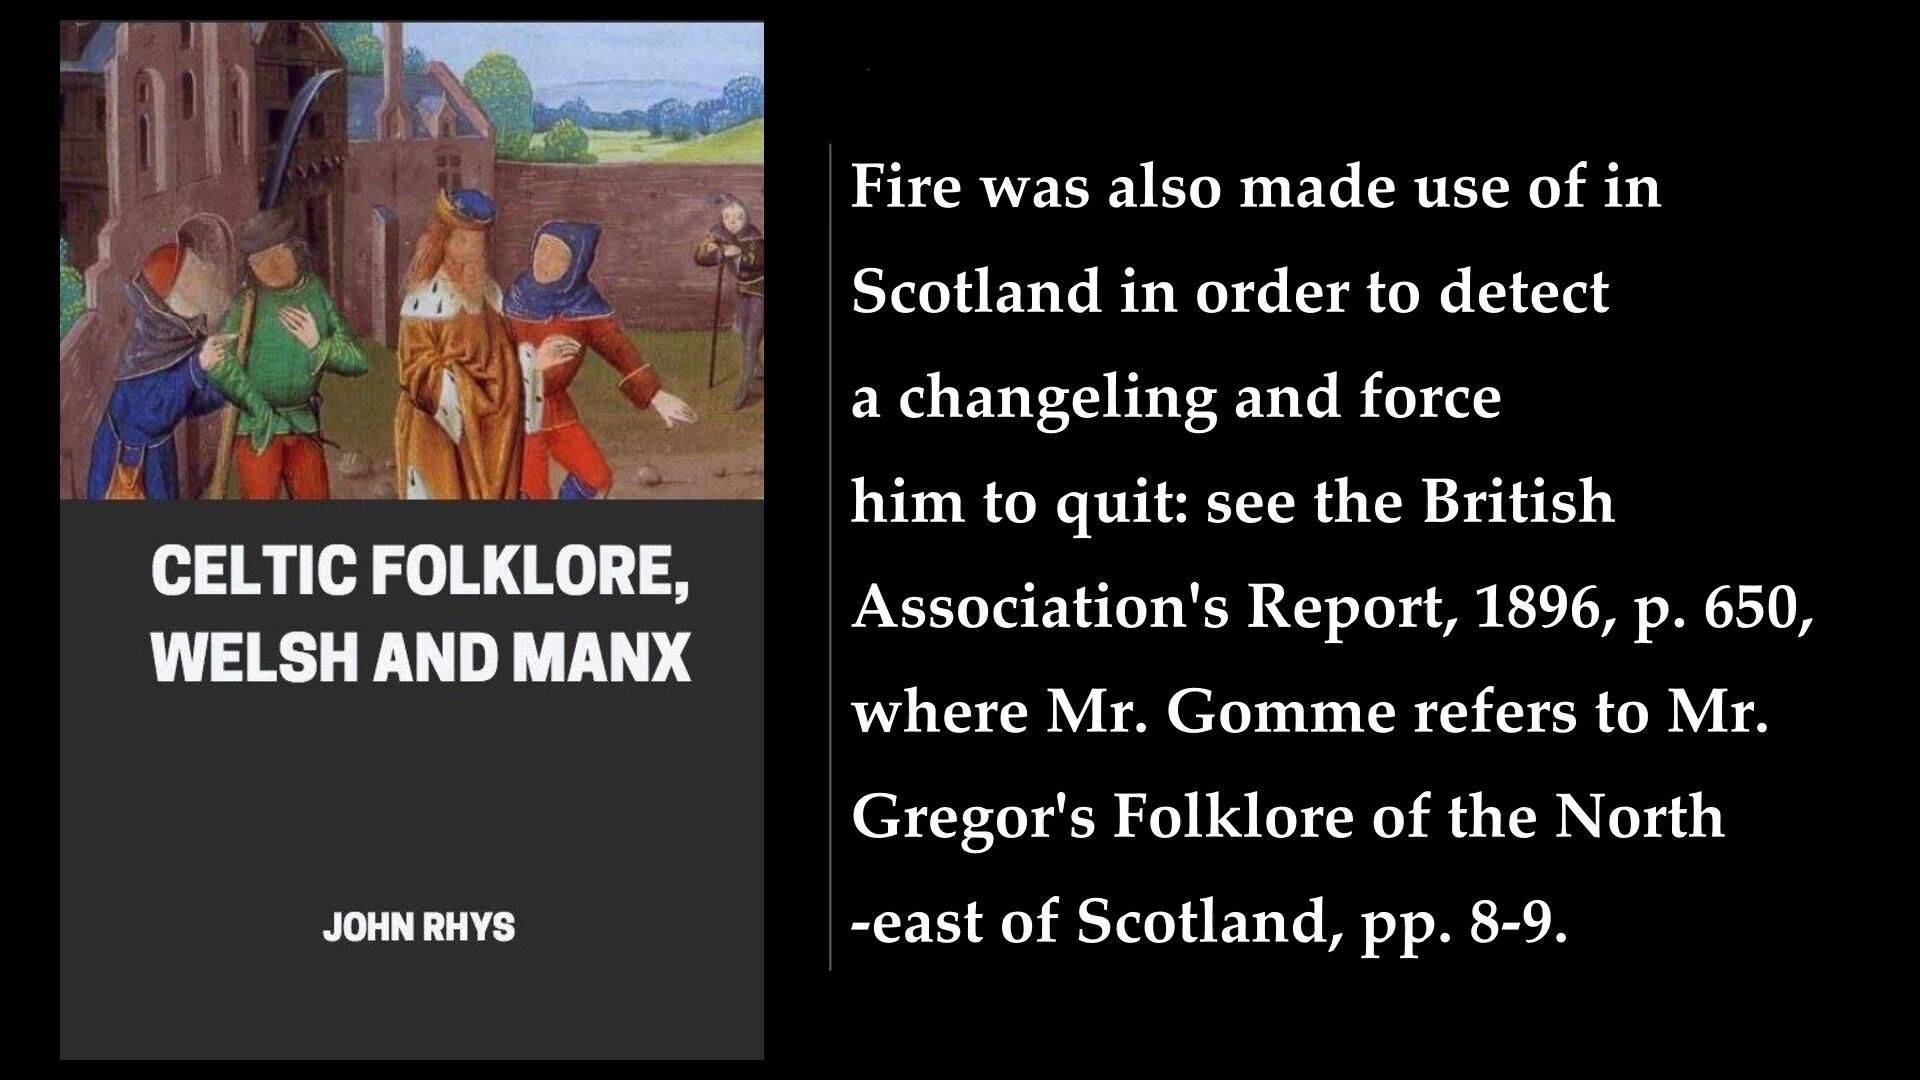 CELTIC FOLKLORE,
WELSH AND MANX
JOHN RHYS
Fire was also made use of in
Scotland in order to detect
a changeling and force
him to quit: see the British
Association's Report, 1896, p. 650,
where Mr. Gomme refers to Mr.
Gregor's Folklore of the North
-east of Scotland, pp. 8-9.